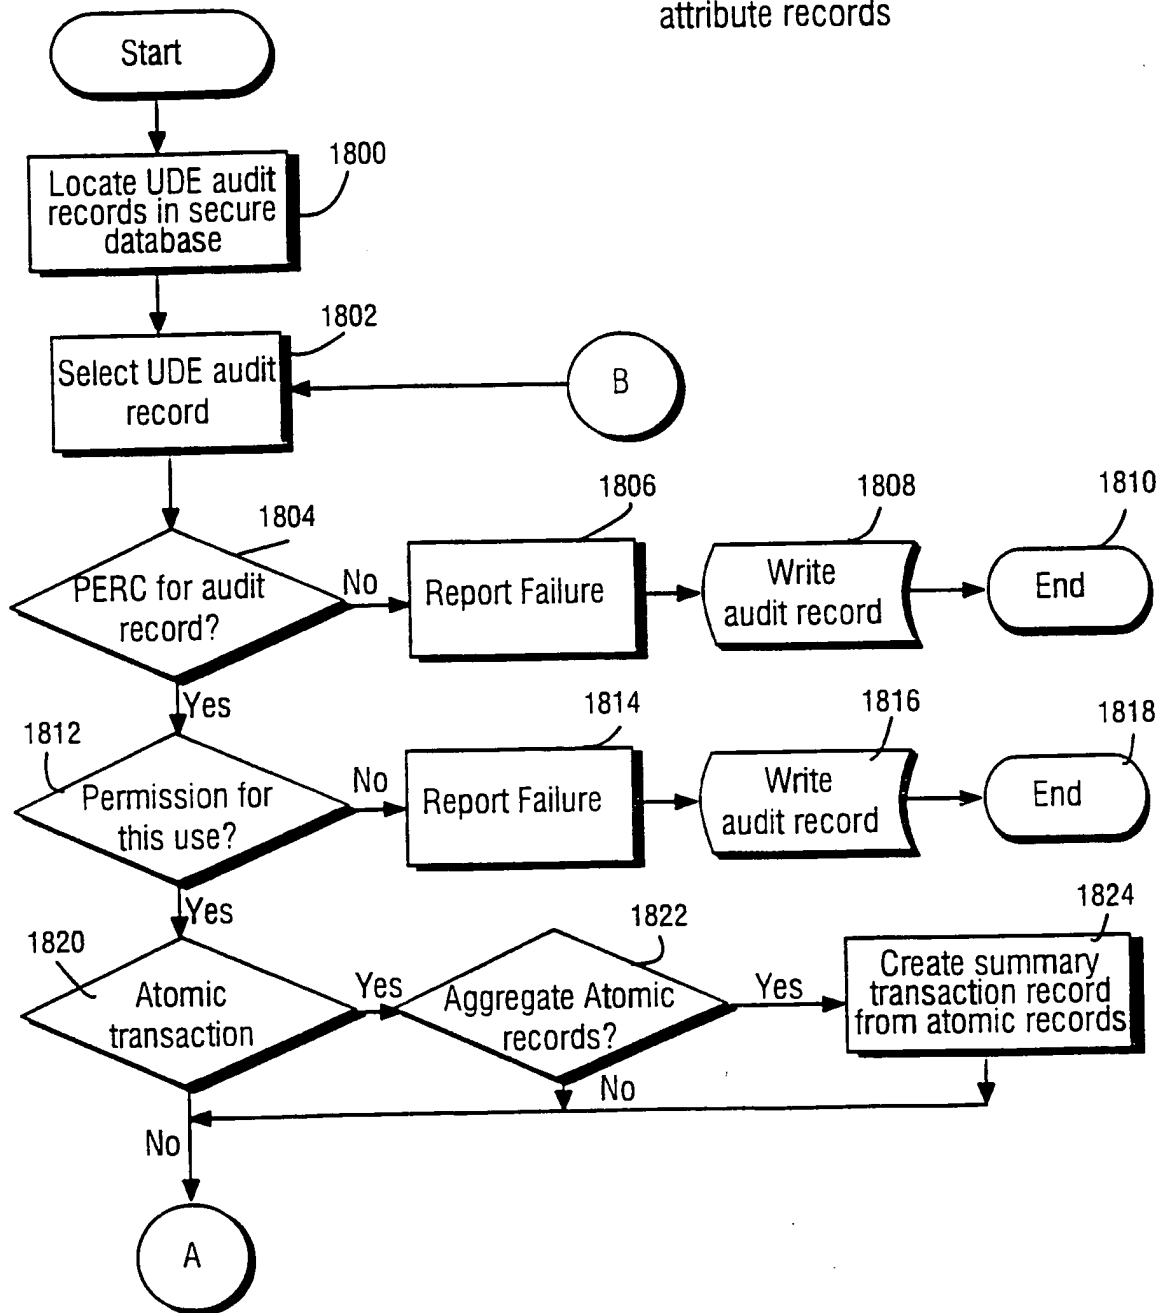 attribute records
Start
1800
Locate UDE audit
records in secure
database
1802
Select UDE audit
record
B
1804
PERC for audit
record?
No
1806
Report Failure
1808
Write
audit record
1810
End
Yes
1812
Permission for
this use?
No
1814
Report Failure
1816
Write
audit record
1818
End
Yes
1820
Atomic
transaction
Yes
1822
Aggregate Atomic
records?
Yes
1824
Create summary
transaction record
from atomic records
No
No
A